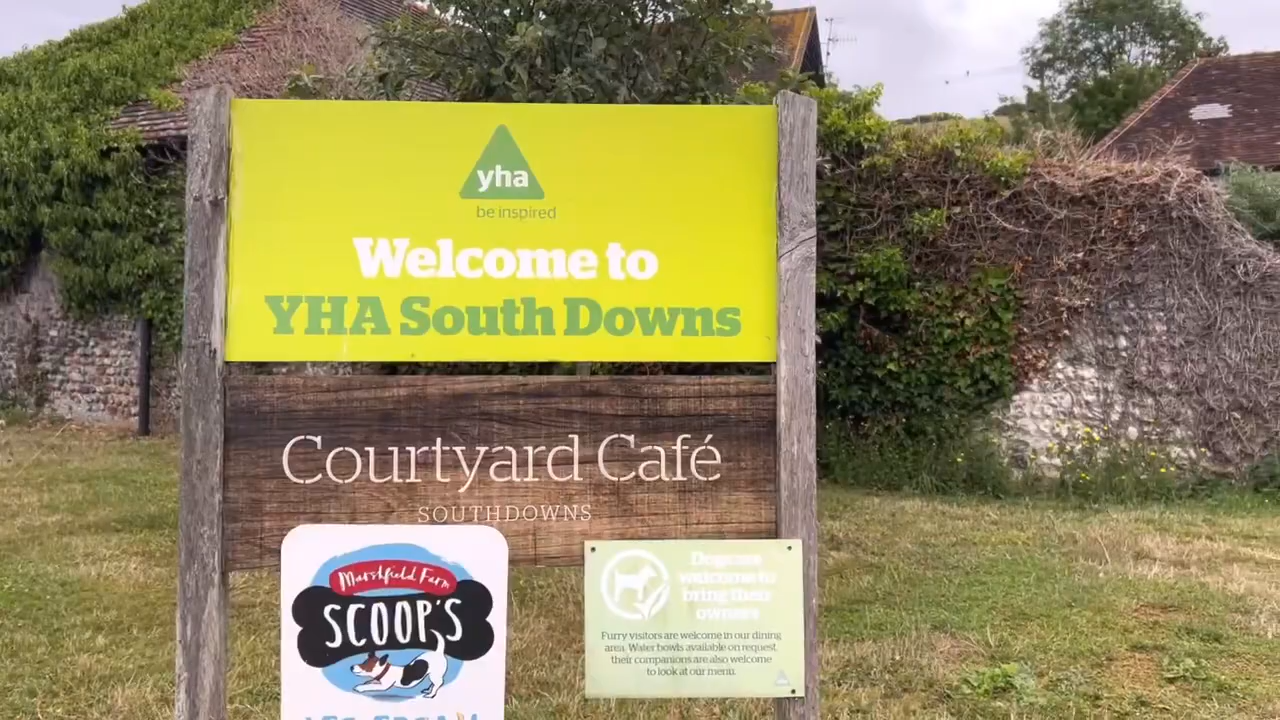 yha
be inspired
Welcome to
YHA South Downs
Courtyard Café
SOUTHDOWNS
Marshfield Farm
SCOOP'S
Dogs are
welcome to
bring their
owners
Furry visitors are welcome in our dining
area. Water bowls available on request,
their companions are also welcome
to look at our menu.